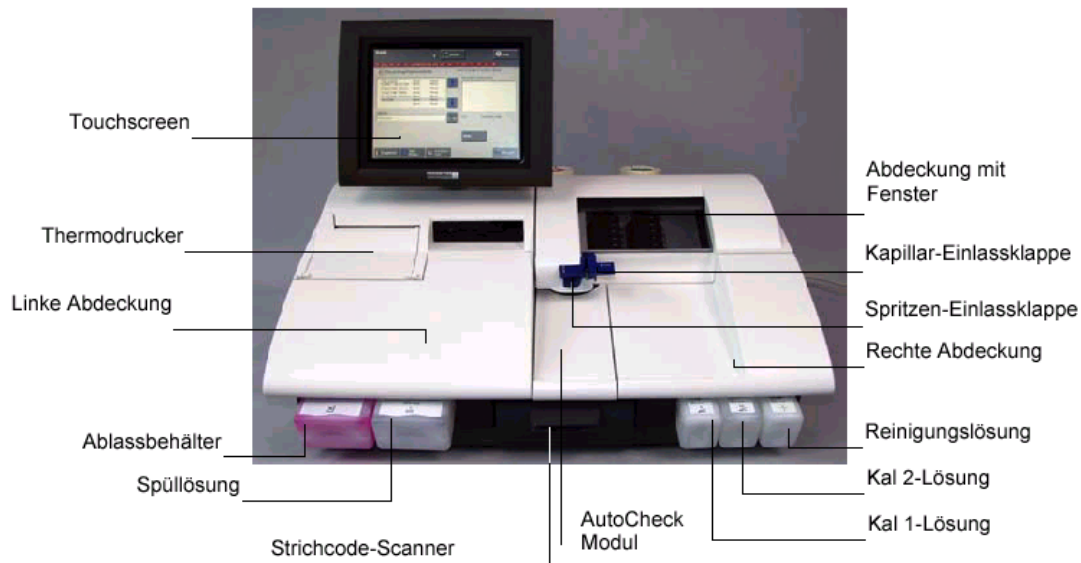 Touchscreen
Thermodrucker
Linke Abdeckung
Ablassbehälter
Spüllösung
Strichcode-Scanner
AutoCheck
Modul
Abdeckung mit
Fenster
Kapillar-Einlassklappe
Spritzen-Einlassklappe
Rechte Abdeckung
Reinigungslösung
Kal 2-Lösung
Kal 1-Lösung